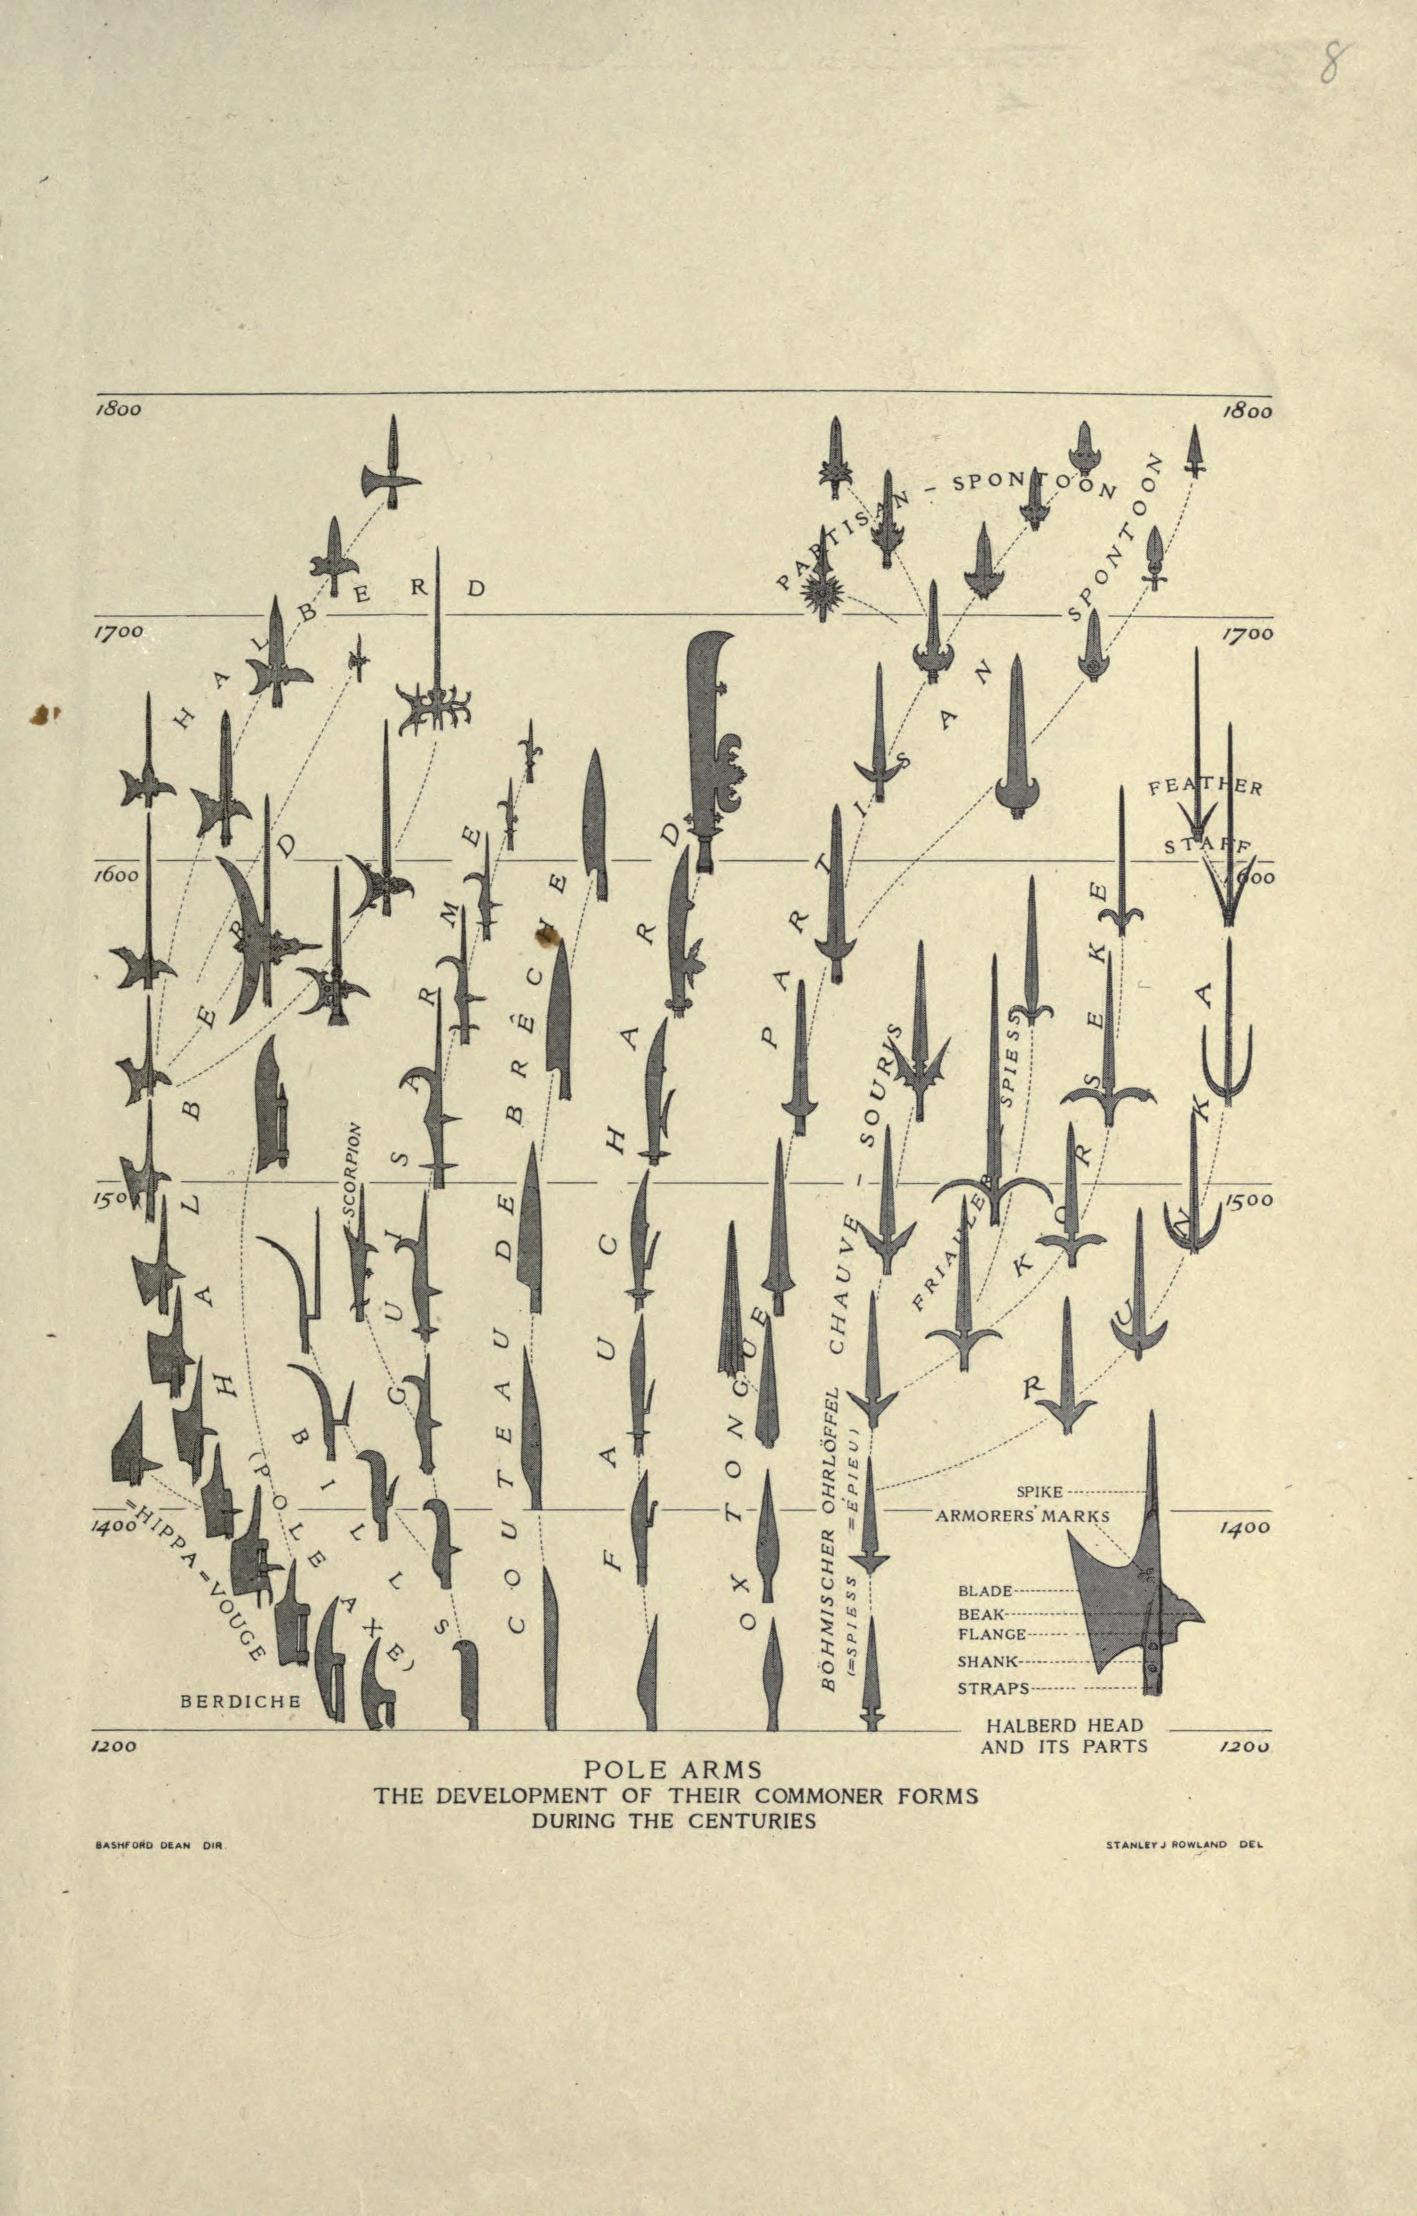 8
1800
1800
PARTISAN - SPONTOON
SPONTOON
HALBERD
1700
1700
FEATHER
STAFF
1600
1600
HALBERD
GUISARME
COUTEAU DE BRÊCHE
FAUCHARD
PARTISAN
CHAUVE - SOURIS
FRIAULER SPIESS
KORSEKE
RUNKA
SCORPION
1500
1500
BILLS
OX TONGUE
BÖHMISCHER OHRLÖFFEL
(=SPIESS =ÉPIEU)
1400
1400
=HIPPA=VOUGE
(POLE AXE)
BERDICHE
SPIKE
ARMORERS' MARKS
BLADE
BEAK
FLANGE
SHANK
STRAPS
HALBERD HEAD
AND ITS PARTS
1200
1200
POLE ARMS
THE DEVELOPMENT OF THEIR COMMONER FORMS
DURING THE CENTURIES
BASHFORD DEAN DIR.
STANLEY J ROWLAND DEL